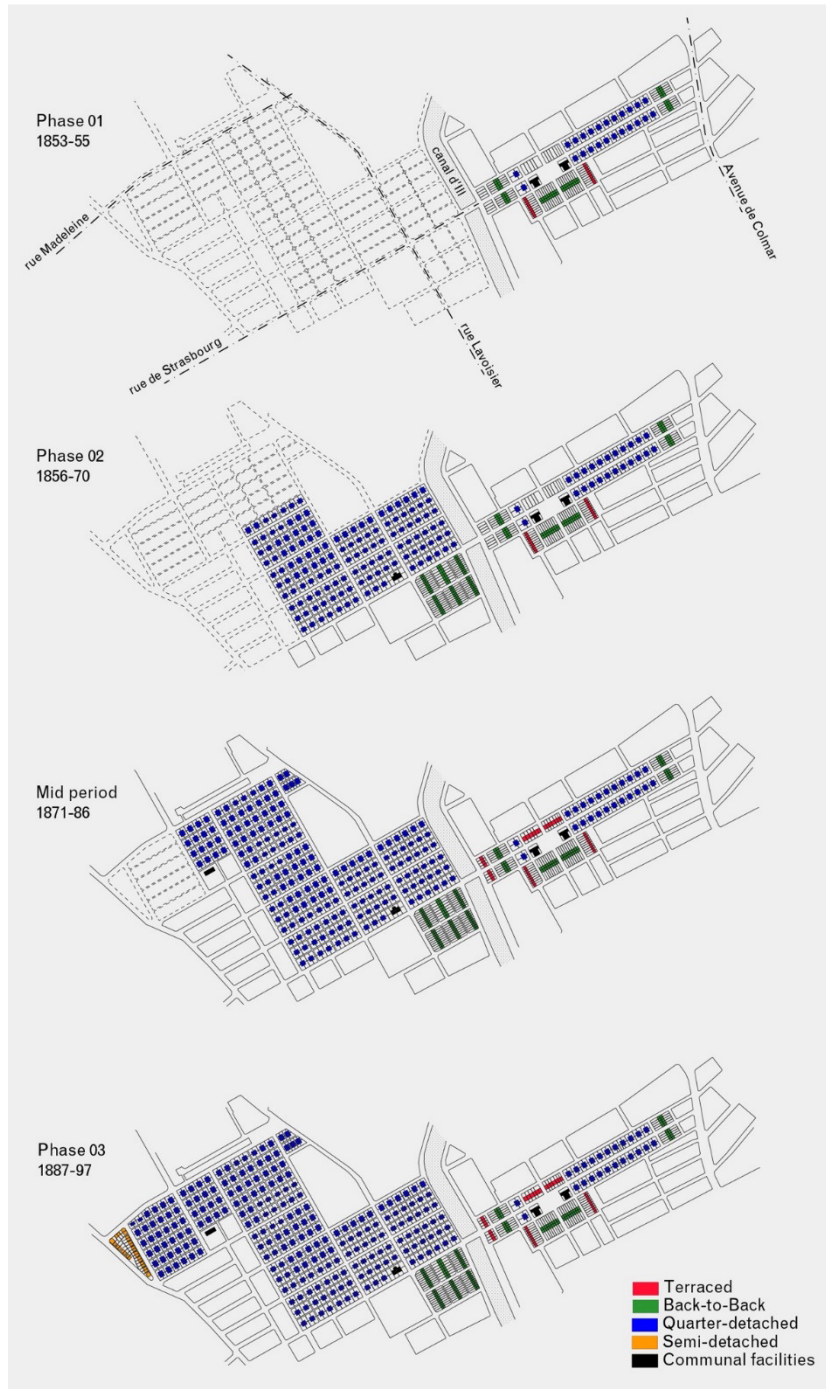 Phase 01
1853-55
canal d'Ill
rue Madeleine
Avenue de Colmar
rue de Strasbourg
rue Lavoisier
Phase 02
1856-70
Mid period
1871-86
Phase 03
1887-97
Terraced
Back-to-Back
Quarter-detached
Semi-detached
Communal facilities